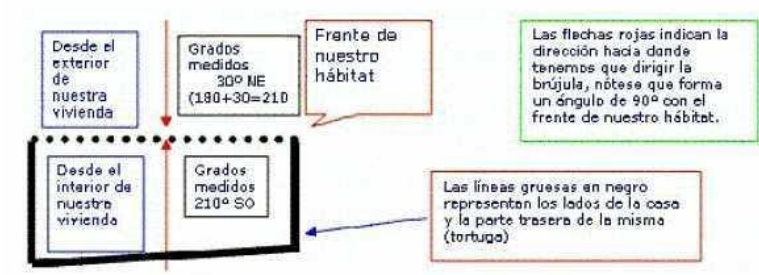 Desde el
exterior
de
nuestra
vivienda
Grados
medidos
30º NE
(180+30=210
Frente de
nuestro
hábitat
Las flechas rojas indican la
dirección hacia donde
tenemos que dirigir la
brújula, nótese que forma
un ángulo de 90º con el
frente de nuestro hábitat.
Desde el
interior de
nuestra
vivienda
Grados
medidos
210º SO
Las líneas gruesas en negro
representan los lados de la casa
y la parte trasera de la misma
(tortuga)